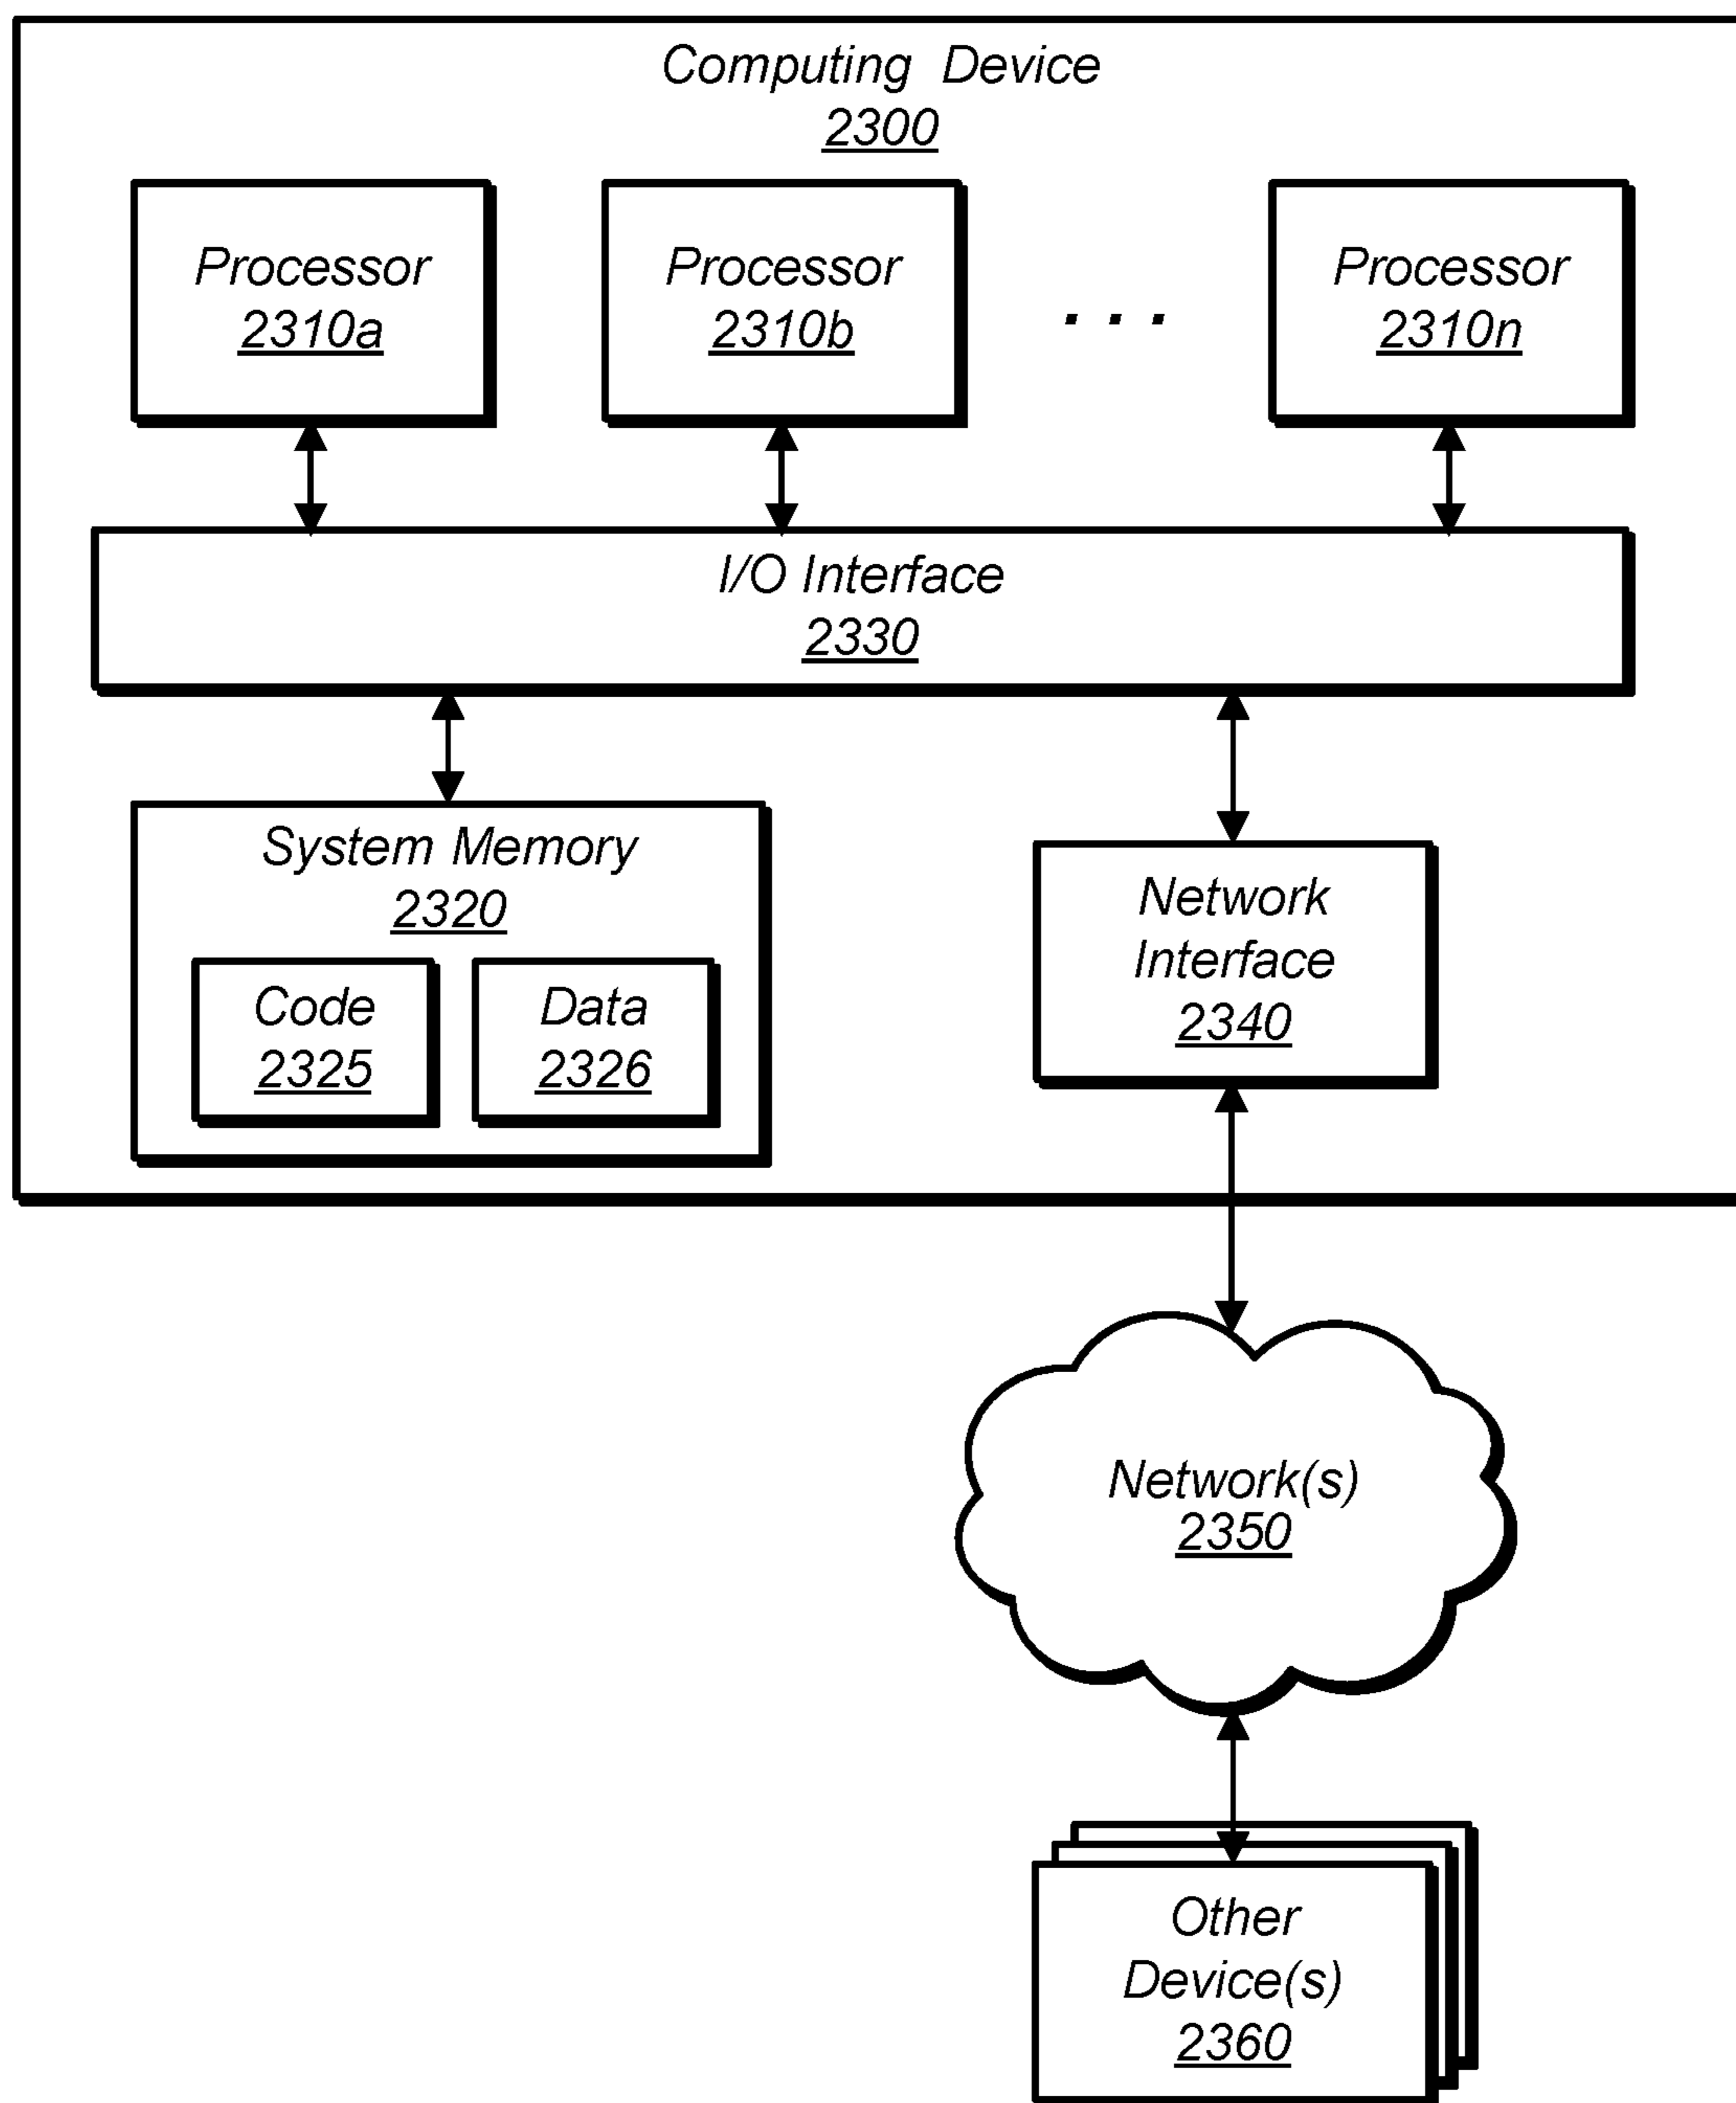 Computing Device
2300
Processor
2310a
Processor
2310b
. . .
Processor
2310n
I/O Interface
2330
System Memory
2320
Code
2325
Data
2326
Network
Interface
2340
Network(s)
2350
Other
Device(s)
2360